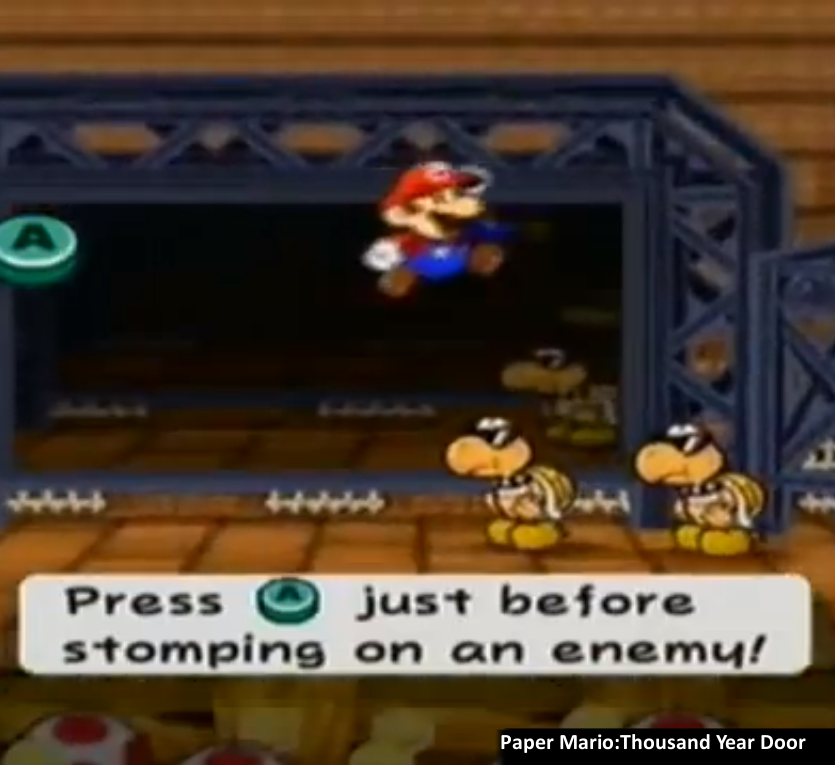 A
Press A just before
stomping on an enemy!
Paper Mario:Thousand Year Door